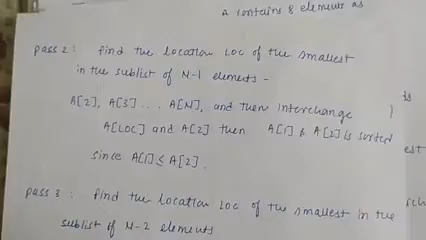 A contains 8 elements as
Pass 2: find the location LOC of the smallest
in the sublist of N-1 elements -
A[2], A[3]... A[N], and then interchange
A[LOC] and A[2] then A[1] & A[2] is sorted
since A[1] ≤ A[2].
Pass 3: find the location LOC of the smallest in the
sublist of N-2 elements